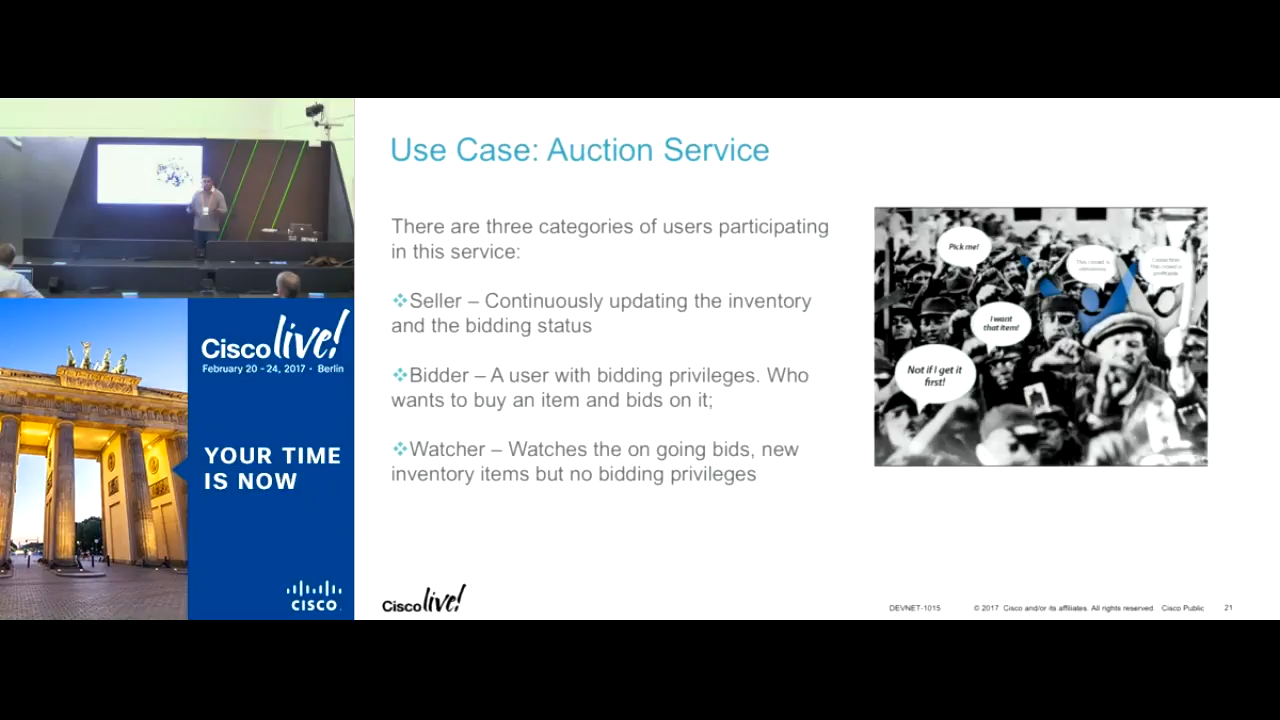 Cisco live!
February 20 - 24, 2017 · Berlin
YOUR TIME
IS NOW
CISCO
Use Case: Auction Service
There are three categories of users participating
in this service:
❖Seller – Continuously updating the inventory
and the bidding status
❖Bidder – A user with bidding privileges. Who
wants to buy an item and bids on it;
❖Watcher – Watches the on going bids, new
inventory items but no bidding privileges
Pick me!
This crowd is
I want
that item!
Not if I get it
first!
Cisco live!
DEVNET-1015
© 2017 Cisco and/or its affiliates. All rights reserved. Cisco Public
21